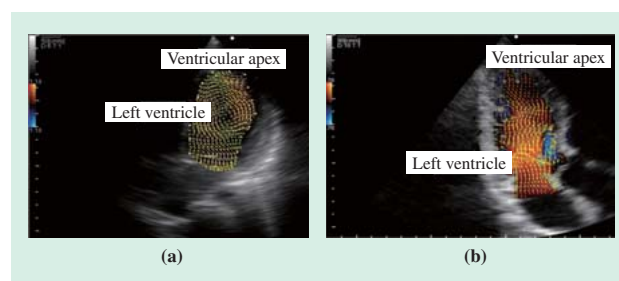 Ventricular apex
Left ventricle
(a)
Ventricular apex
Left ventricle
(b)